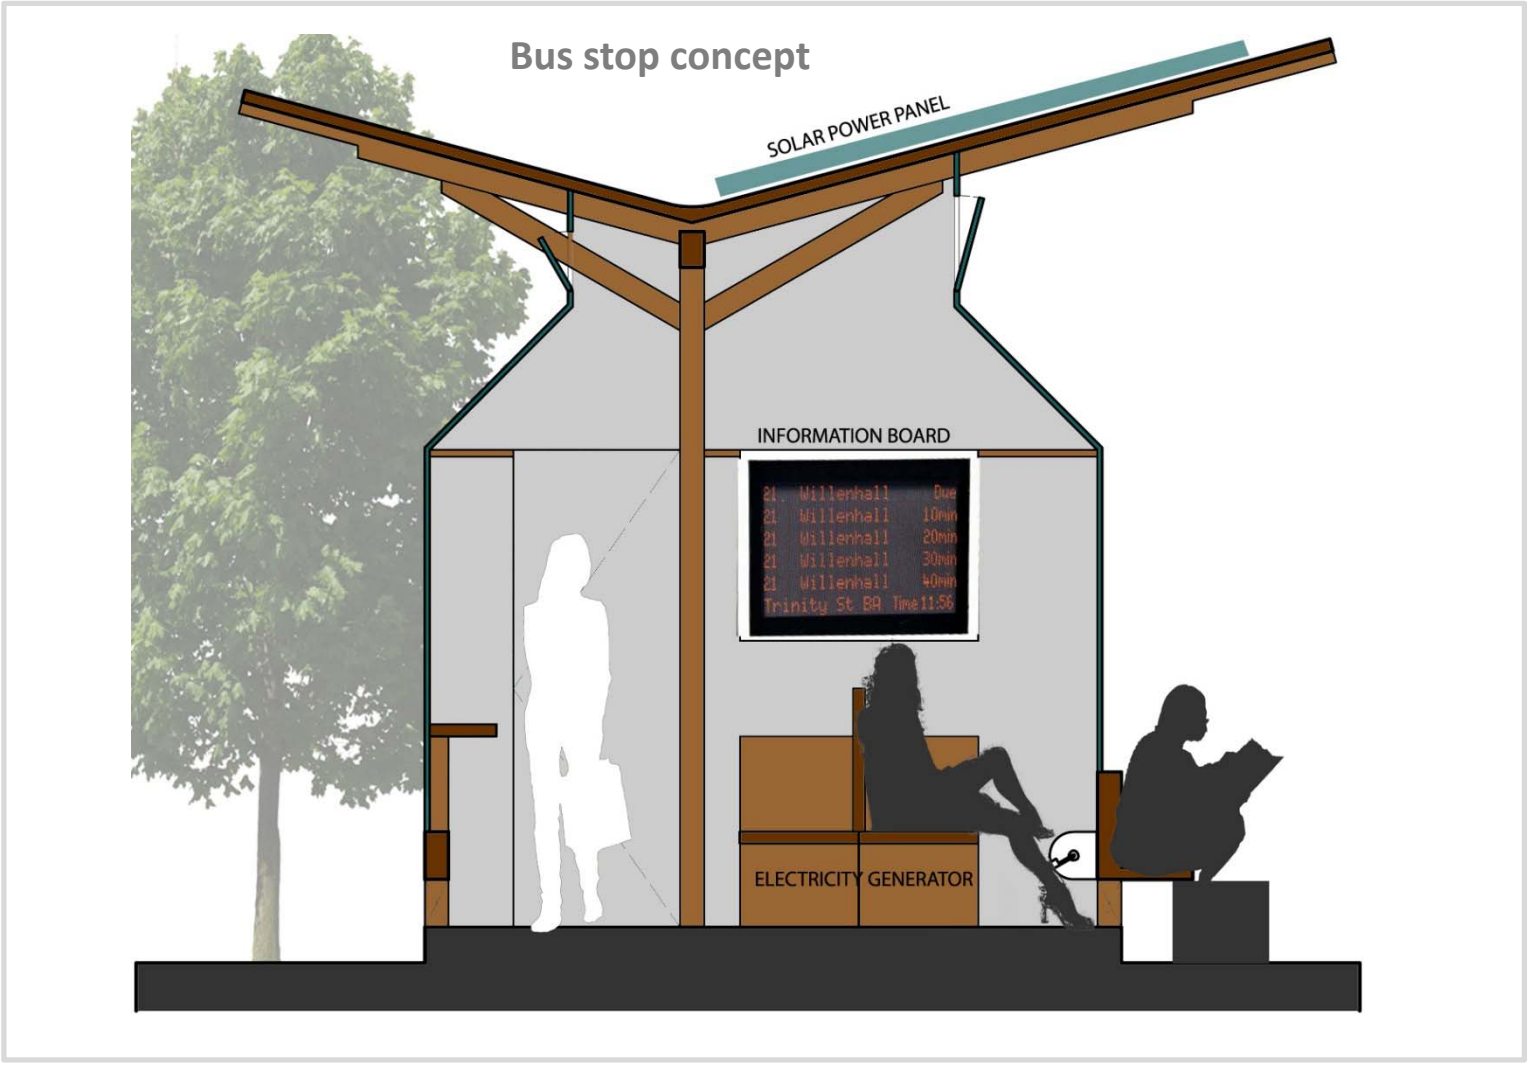 Bus stop concept
SOLAR POWER PANEL
INFORMATION BOARD
21. Willenhall Due
21 Willenhall 10min
21 Willenhall 20min
21 Willenhall 30min
21 Willenhall 40min
Trinity St BA Time 11:56
ELECTRICITY GENERATOR